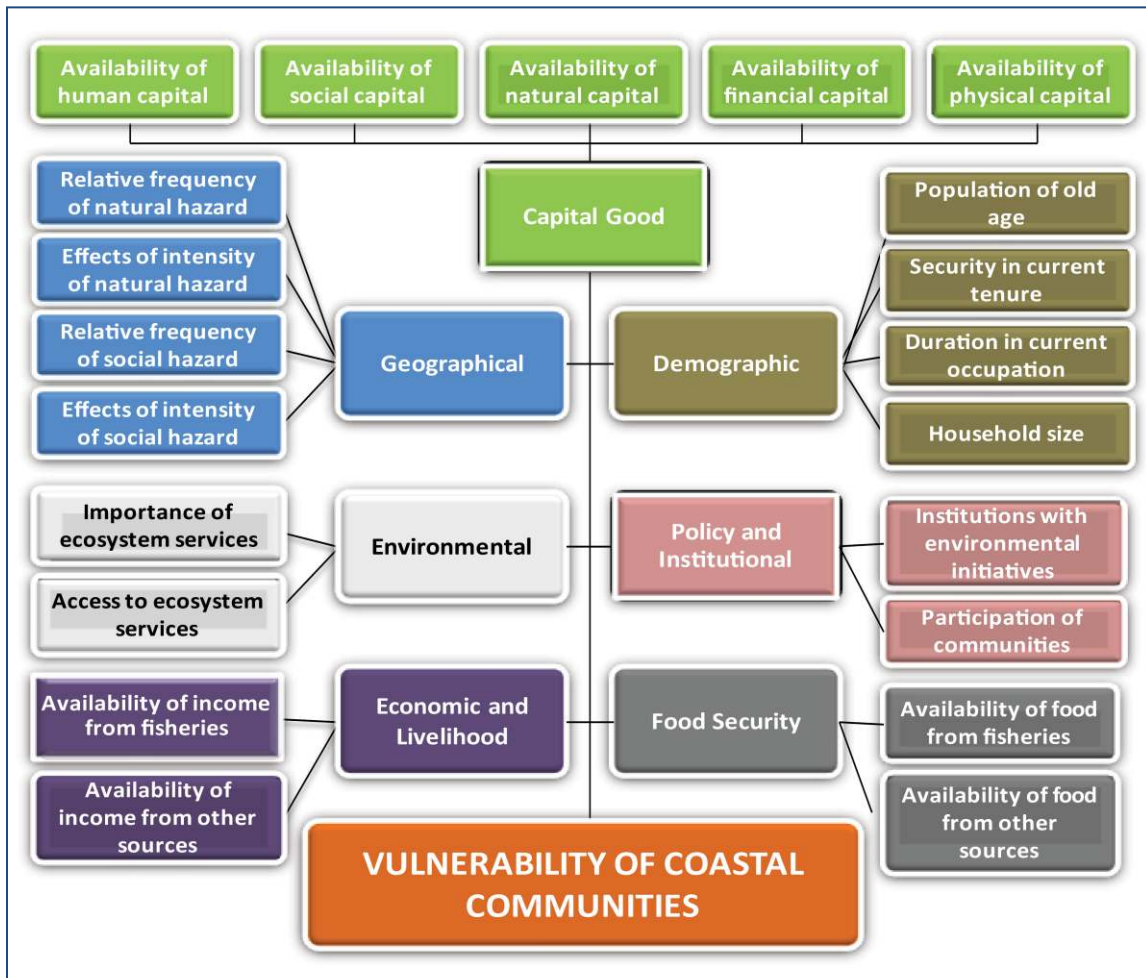 Availability of
human capital
Availability of
social capital
Availability of
natural capital
Availability of
financial capital
Availability of
physical capital
Capital Good
Relative frequency
of natural hazard
Effects of intensity
of natural hazard
Relative frequency
of social hazard
Effects of intensity
of social hazard
Geographical
Demographic
Population of old
age
Security in current
tenure
Duration in current
occupation
Household size
Importance of
ecosystem services
Access to ecosystem
services
Environmental
Policy and
Institutional
Institutions with
environmental
initiatives
Participation of
communities
Availability of income
from fisheries
Availability of
income from other
sources
Economic and
Livelihood
Food Security
Availability of food
from fisheries
Availability of food
from other
sources
VULNERABILITY OF COASTAL
COMMUNITIES